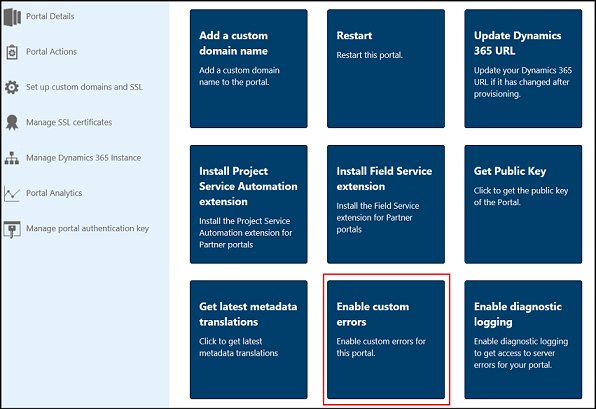 Portal Details
Portal Actions
Set up custom domains and SSL
Manage SSL certificates
Manage Dynamics 365 Instance
Portal Analytics
Manage portal authentication key
Add a custom
domain name
Add a custom domain
name to the portal.
Restart
Restart this portal.
Update Dynamics
365 URL
Update your Dynamics 365
URL if it has changed after
provisioning.
Install Project
Service Automation
extension
Install the Project Service
Automation extension for
Partner portals
Install Field Service
extension
Install the Field Service
extension for Partner
portals
Get Public Key
Click to get the public key
of the Portal.
Get latest metadata
translations
Click to get latest
metadata translations
Enable custom
errors
Enable custom errors for
this portal.
Enable diagnostic
logging
Enable diagnostic logging
to get access to server
errors for your portal.